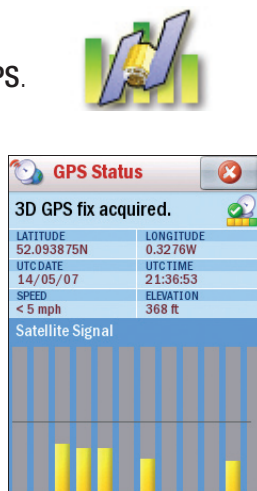 PS.
GPS Status
3D GPS fix acquired.
LATITUDE LONGITUDE
52.093875N 0.3276W
UTC DATE UTC TIME
14/05/07 21:36:53
SPEED ELEVATION
< 5 mph 368 ft
Satellite Signal